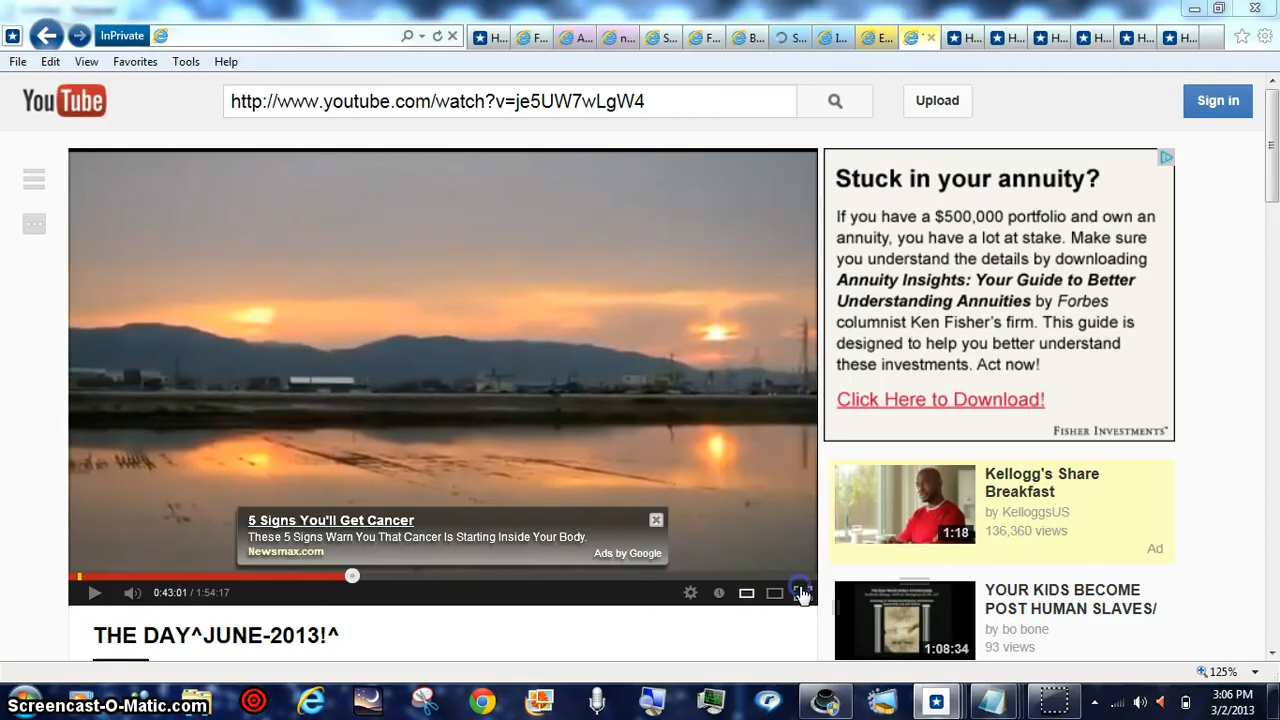 InPrivate
H...
F...
A...
n...
S...
F...
B...
S...
I...
E...
H...
H...
H...
H...
H...
H...
File Edit View Favorites Tools Help
YouTube
http://www.youtube.com/watch?v=je5UW7wLgW4
Upload
Sign in
Stuck in your annuity?
If you have a $500,000 portfolio and own an
annuity, you have a lot at stake. Make sure
you understand the details by downloading
Annuity Insights: Your Guide to Better
Understanding Annuities by Forbes
columnist Ken Fisher's firm. This guide is
designed to help you better understand
these investments. Act now!
Click Here to Download!
FISHER INVESTMENTS™
5 Signs You'll Get Cancer
These 5 Signs Warn You That Cancer Is Starting Inside Your Body.
Newsmax.com
Ads by Google
0:43:01 / 1:54:17
THE DAY^JUNE-2013!^
Kellogg's Share
Breakfast
by KelloggsUS
136,360 views
1:18
Ad
YOUR KIDS BECOME
POST HUMAN SLAVES/
by bo bone
93 views
1:08:34
125%
Screencast-O-Matic.com
3:06 PM
3/2/2013